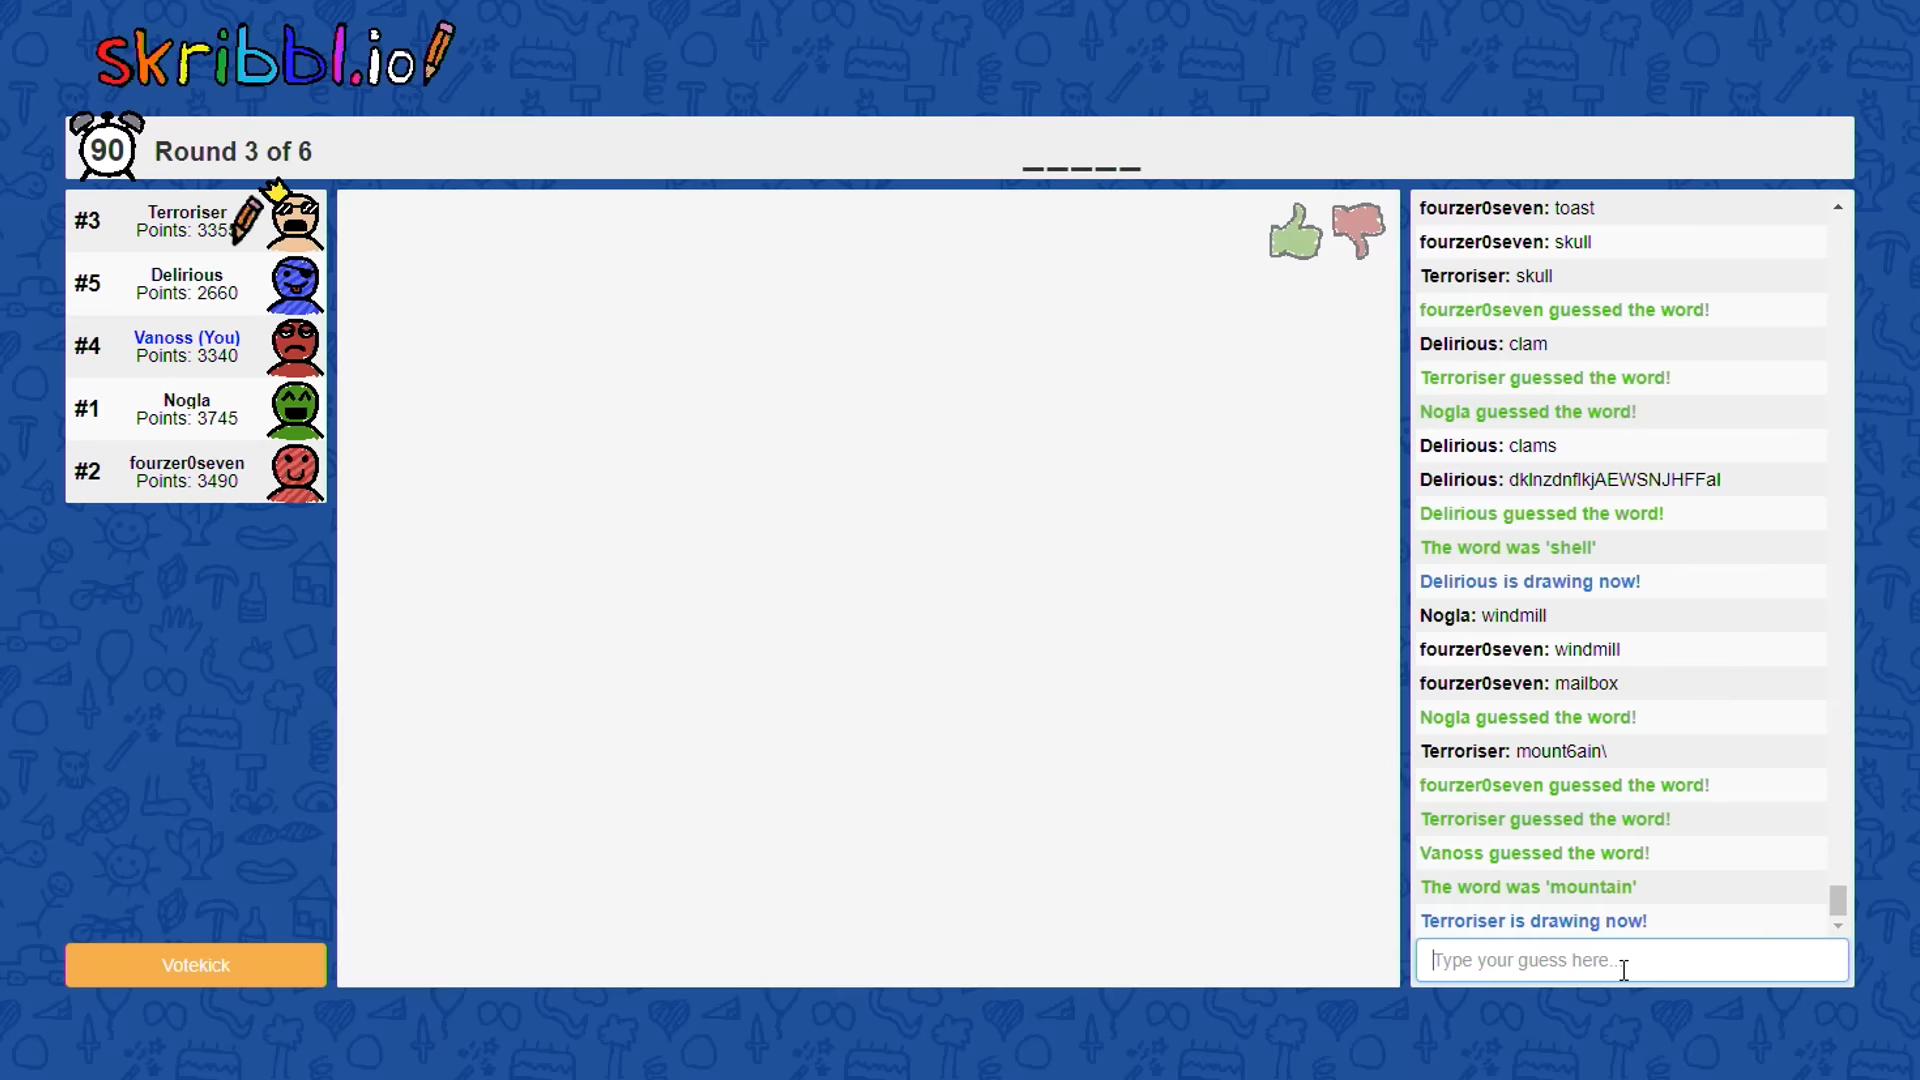 skribbl.io
90 Round 3 of 6
_____
#3 Terroriser
Points: 3355
#5 Delirious
Points: 2660
#4 Vanoss (You)
Points: 3340
#1 Nogla
Points: 3745
#2 fourzer0seven
Points: 3490
Votekick
fourzer0seven: toast
fourzer0seven: skull
Terroriser: skull
fourzer0seven guessed the word!
Delirious: clam
Terroriser guessed the word!
Nogla guessed the word!
Delirious: clams
Delirious: dklnzdnflkjAEWSNJHFFal
Delirious guessed the word!
The word was 'shell'
Delirious is drawing now!
Nogla: windmill
fourzer0seven: windmill
fourzer0seven: mailbox
Nogla guessed the word!
Terroriser: mount6ain\
fourzer0seven guessed the word!
Terroriser guessed the word!
Vanoss guessed the word!
The word was 'mountain'
Terroriser is drawing now!
Type your guess here...